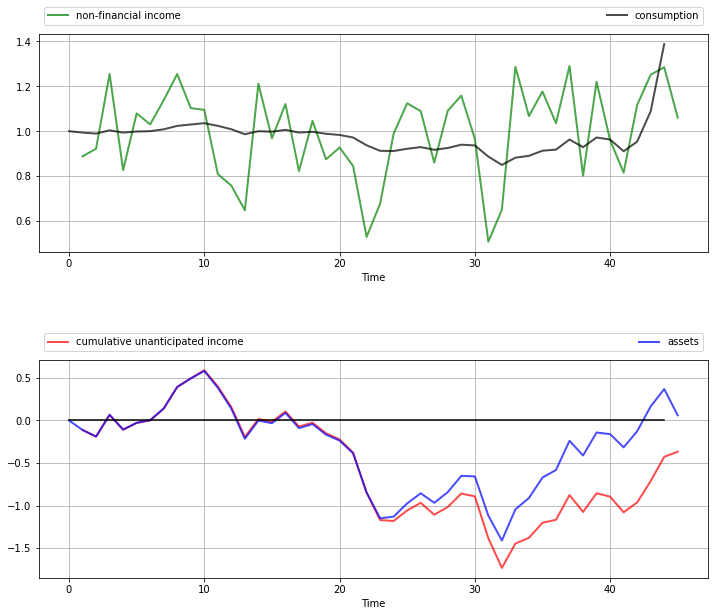 non-financial income consumption
1.4
1.2
1.0
0.8
0.6
0 10 20 30 40
Time
cumulative unanticipated income assets
0.5
0.0
−0.5
−1.0
−1.5
0 10 20 30 40
Time